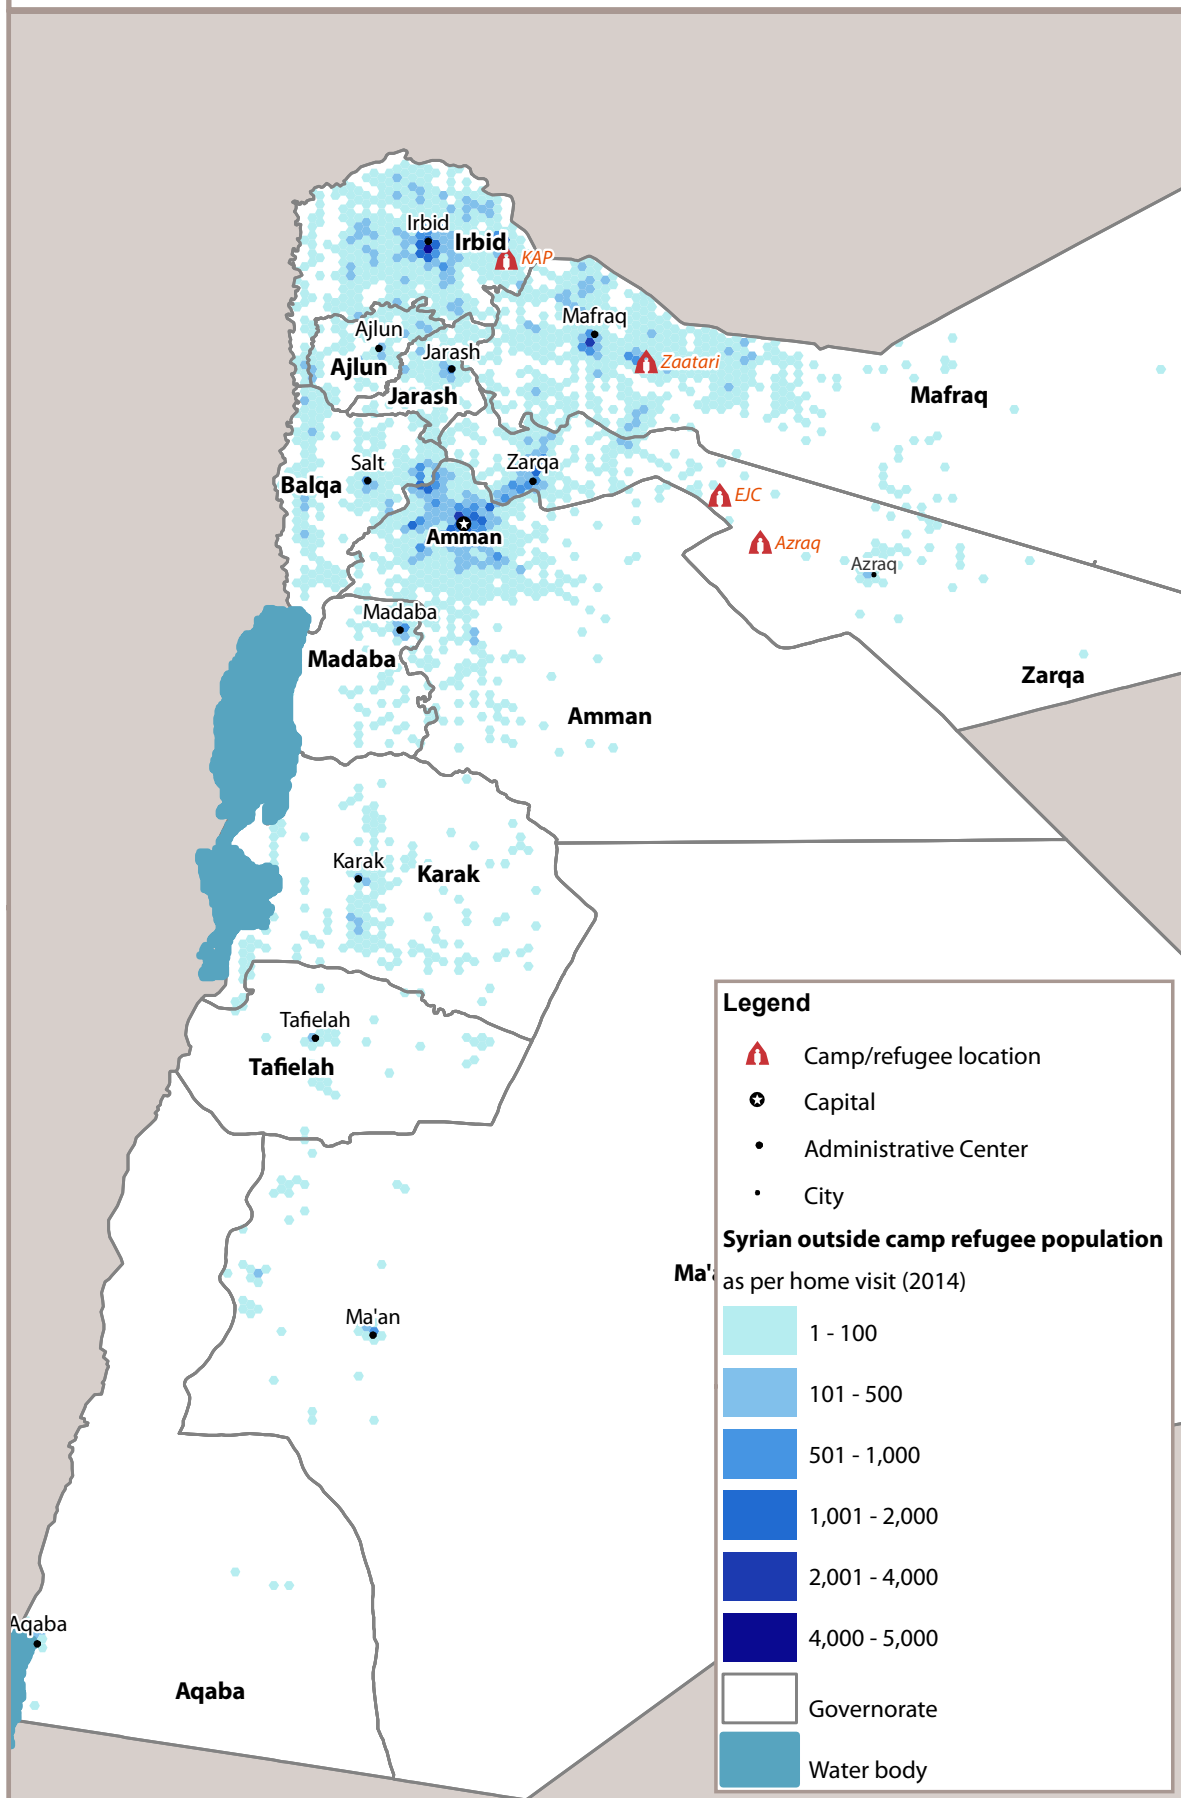 Irbid
Irbid
KAP
Mafraq
Ajlun
Jarash
Zaatari
Ajlun
Jarash
Mafraq
Salt
Zarqa
Balqa
EJC
Amman
Azraq
Azraq
Madaba
Madaba
Zarqa
Amman
Karak
Karak
Tafielah
Tafielah
Ma'an
Aqaba
Aqaba
Legend
Camp/refugee location
Capital
Administrative Center
City
Syrian outside camp refugee population
as per home visit (2014)
1 - 100
101 - 500
501 - 1,000
1,001 - 2,000
2,001 - 4,000
4,000 - 5,000
Governorate
Water body